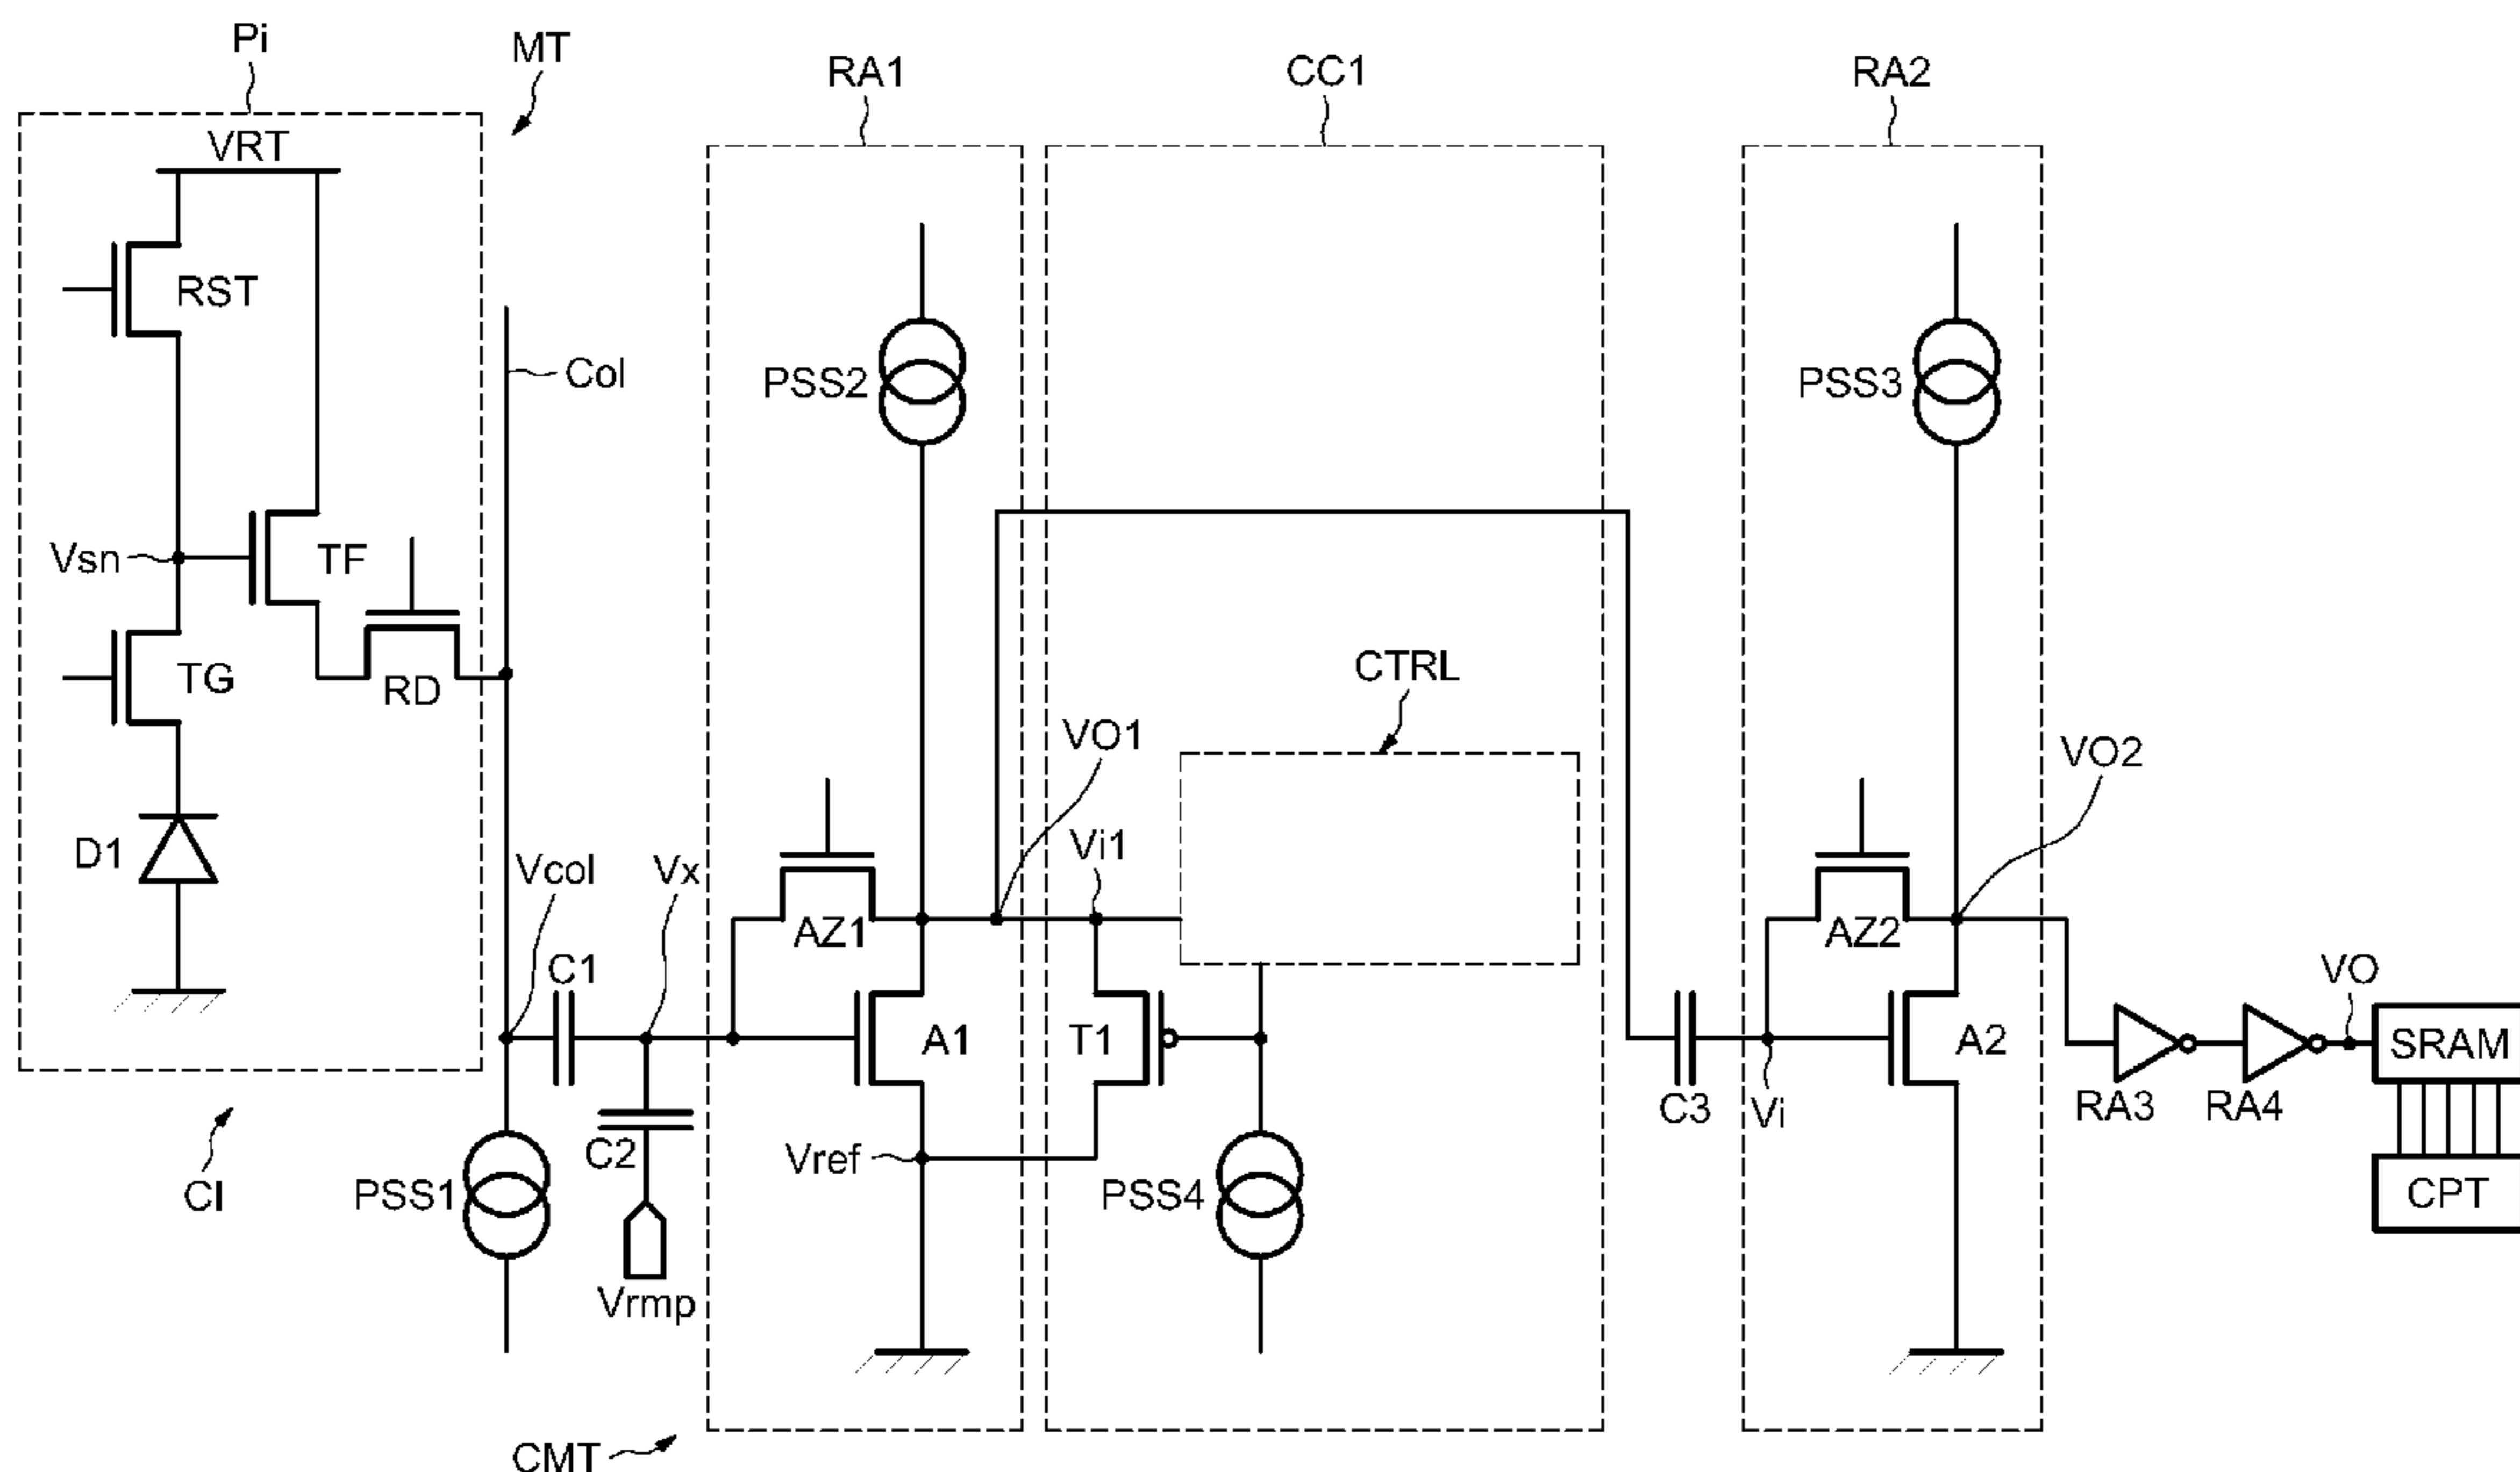 Pi
MT
RA1
CC1
RA2
VRT
RST
Col
PSS2
PSS3
Vsn
TF
TG
RD
CTRL
VO1
VO2
D1
Vcol
Vx
Vi1
AZ1
AZ2
C1
VO
A1
T1
A2
SRAM
C2
C3
Vi
RA3
RA4
Vref
CI
PSS1
PSS4
CPT
Vrmp
CMT